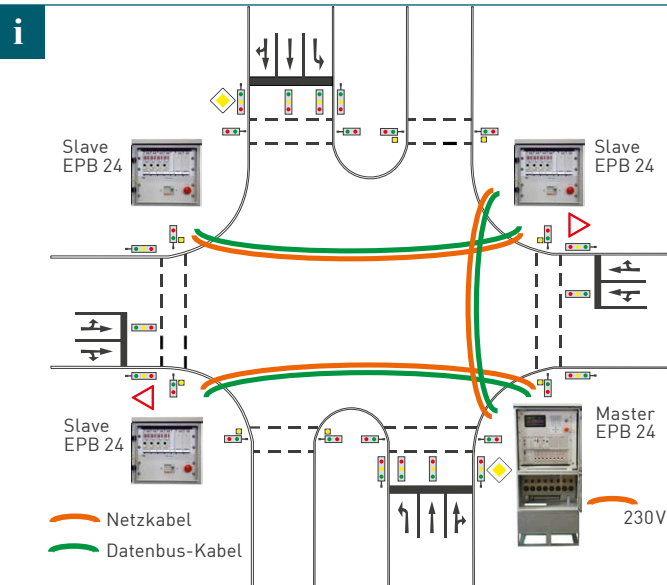 i
Slave
EPB 24
Slave
EPB 24
Slave
EPB 24
Master
EPB 24
Netzkabel
230V
Datenbus-Kabel